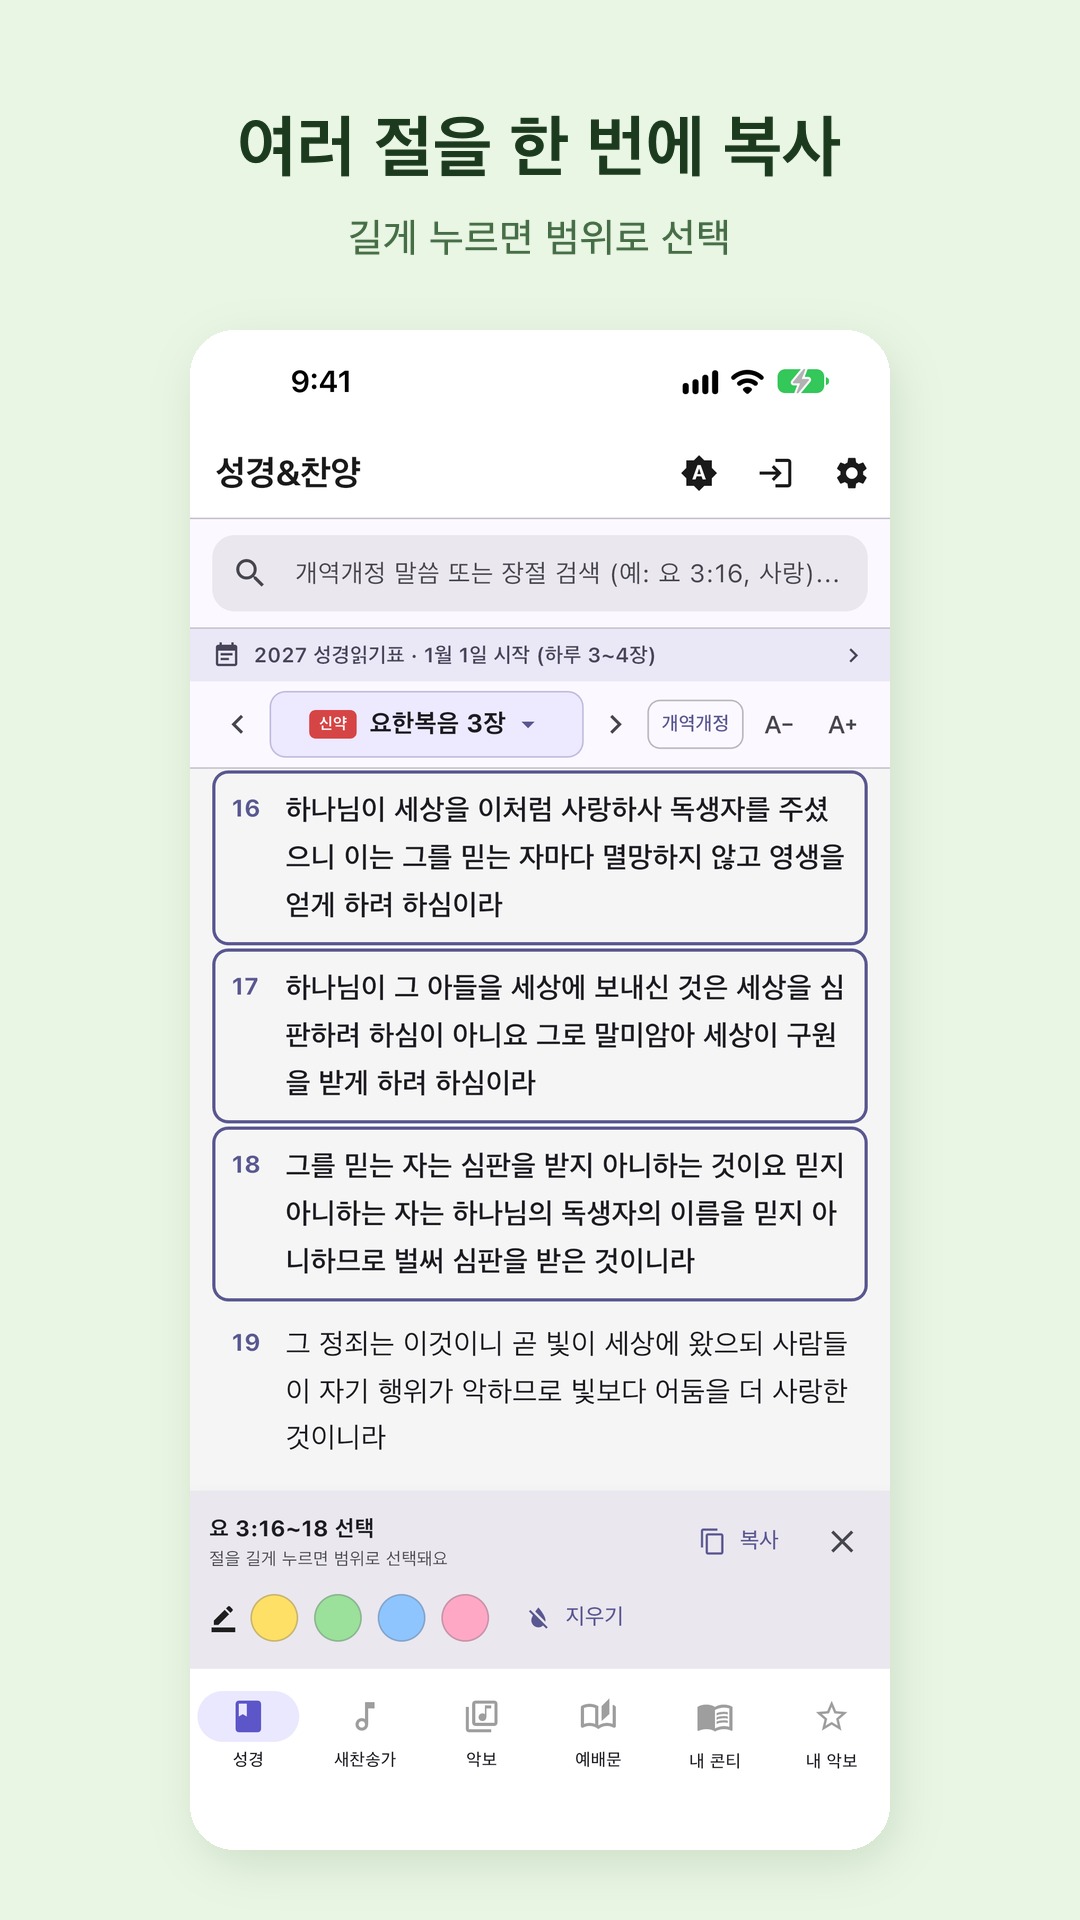 여러 절을 한 번에 복사
길게 누르면 범위로 선택
9:41
성경&찬양
A
개역개정 말씀 또는 장절 검색 (예: 요 3:16, 사랑)...
2027 성경읽기표 · 1월 1일 시작 (하루 3~4장)
신약 요한복음 3장 개역개정 A- A+
16 하나님이 세상을 이처럼 사랑하사 독생자를 주셨
으니 이는 그를 믿는 자마다 멸망하지 않고 영생을
얻게 하려 하심이라
17 하나님이 그 아들을 세상에 보내신 것은 세상을 심
판하려 하심이 아니요 그로 말미암아 세상이 구원
을 받게 하려 하심이라
18 그를 믿는 자는 심판을 받지 아니하는 것이요 믿지
아니하는 자는 하나님의 독생자의 이름을 믿지 아
니하므로 벌써 심판을 받은 것이니라
19 그 정죄는 이것이니 곧 빛이 세상에 왔으되 사람들
이 자기 행위가 악하므로 빛보다 어둠을 더 사랑한
것이니라
요 3:16~18 선택
절을 길게 누르면 범위로 선택돼요
복사
지우기
성경 새찬송가 악보 예배문 내 콘티 내 악보